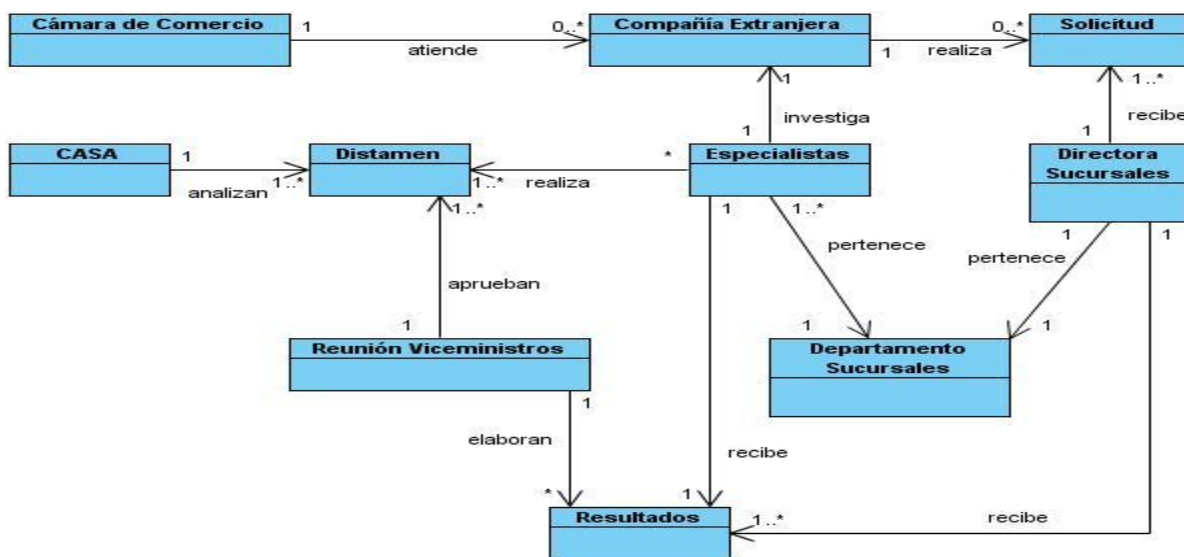 Cámara de Comercio
1
atiende
0..*
Compañía Extranjera
1
realiza
0..*
Solicitud
1
investiga
1
1..*
recibe
1
CASA
1
analizan
1..*
Distamen
1..*
realiza
*
Especialistas
Directora
Sucursales
1..*
aprueban
1
1
1..*
pertenece
1
1
pertenece
1
1
Reunión Viceministros
Departamento
Sucursales
1
elaboran
*
recibe
1
Resultados
1..*
recibe